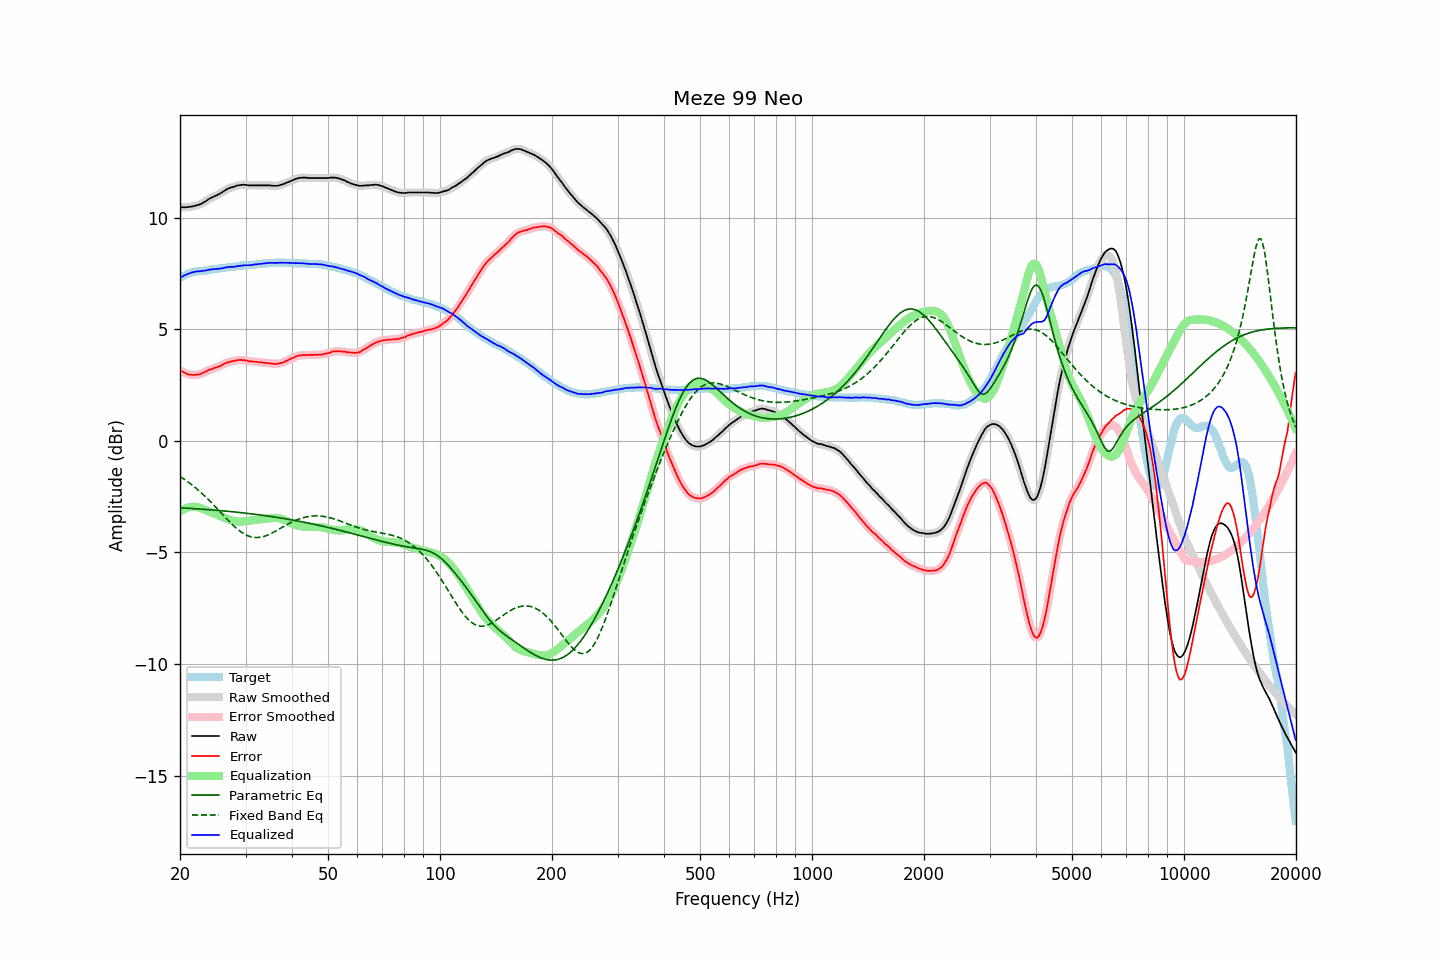 Meze 99 Neo
Amplitude (dBr)
10
5
0
−5
−10
−15
Target
Raw Smoothed
Error Smoothed
Raw
Error
Equalization
Parametric Eq
Fixed Band Eq
Equalized
20 50 100 200 500 1000 2000 5000 10000 20000
Frequency (Hz)